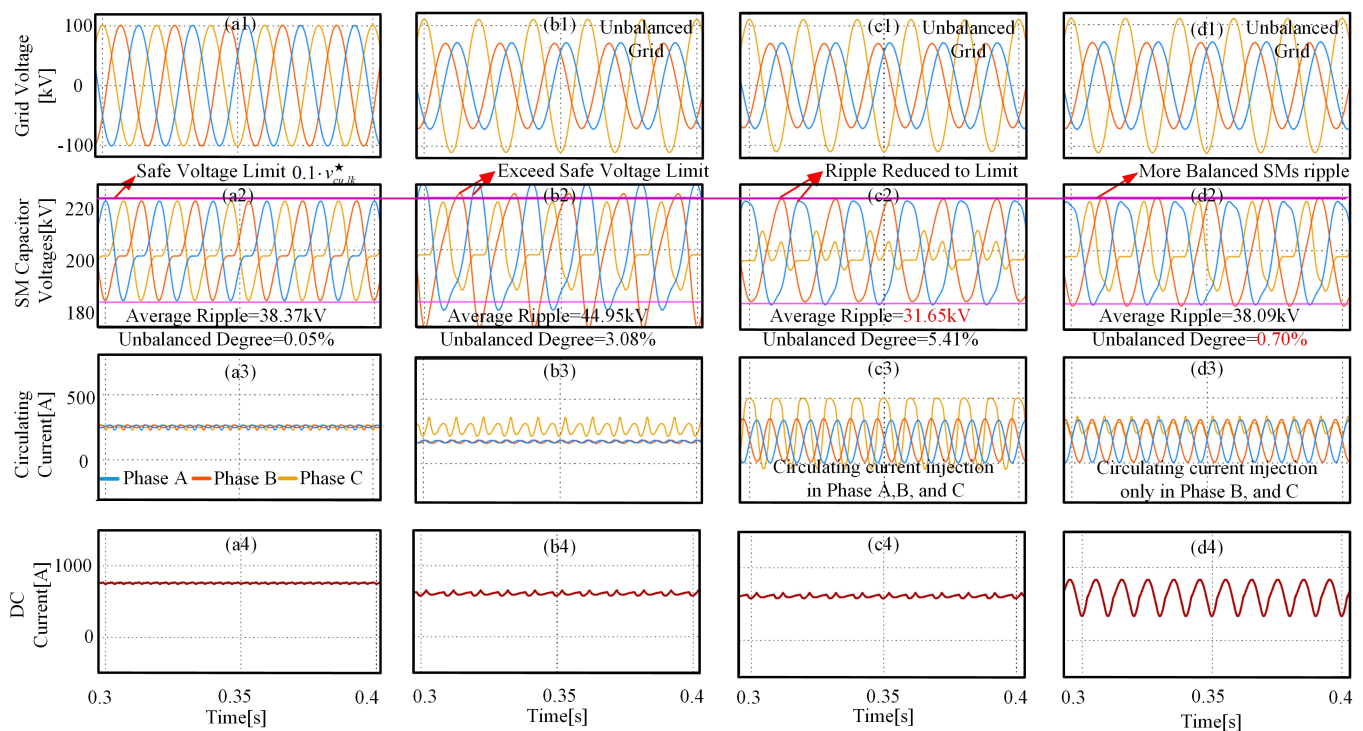 (a1)
(b1)
(c1)
(d1)
Unbalanced
Grid
Unbalanced
Grid
Unbalanced
Grid
Grid Voltage
[kV]
100
0
-100
Safe Voltage Limit 0.1·v★cu,lk
Exceed Safe Voltage Limit
Ripple Reduced to Limit
More Balanced SMs ripple
(a2)
(b2)
(c2)
(d2)
SM Capacitor
Voltages[kV]
220
200
180
Average Ripple=38.37kV
Average Ripple=44.95kV
Average Ripple=31.65kV
Average Ripple=38.09kV
Unbalanced Degree=0.05%
Unbalanced Degree=3.08%
Unbalanced Degree=5.41%
Unbalanced Degree=0.70%
(a3)
(b3)
(c3)
(d3)
Circulating
Current[A]
500
0
Phase A
Phase B
Phase C
Circulating current injection
in Phase A,B, and C
Circulating current injection
only in Phase B, and C
(a4)
(b4)
(c4)
(d4)
DC
Current[A]
1000
0
0.3
0.35
0.4
0.3
0.35
0.4
0.3
0.35
0.4
0.3
0.35
0.4
Time[s]
Time[s]
Time[s]
Time[s]